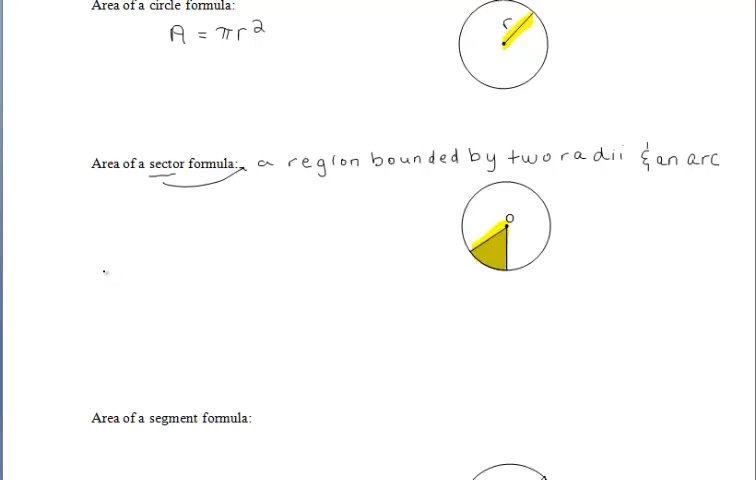 Area of a circle formula:
A = πr²
r
Area of a sector formula: a region bounded by two radii & an arc
O
Area of a segment formula: